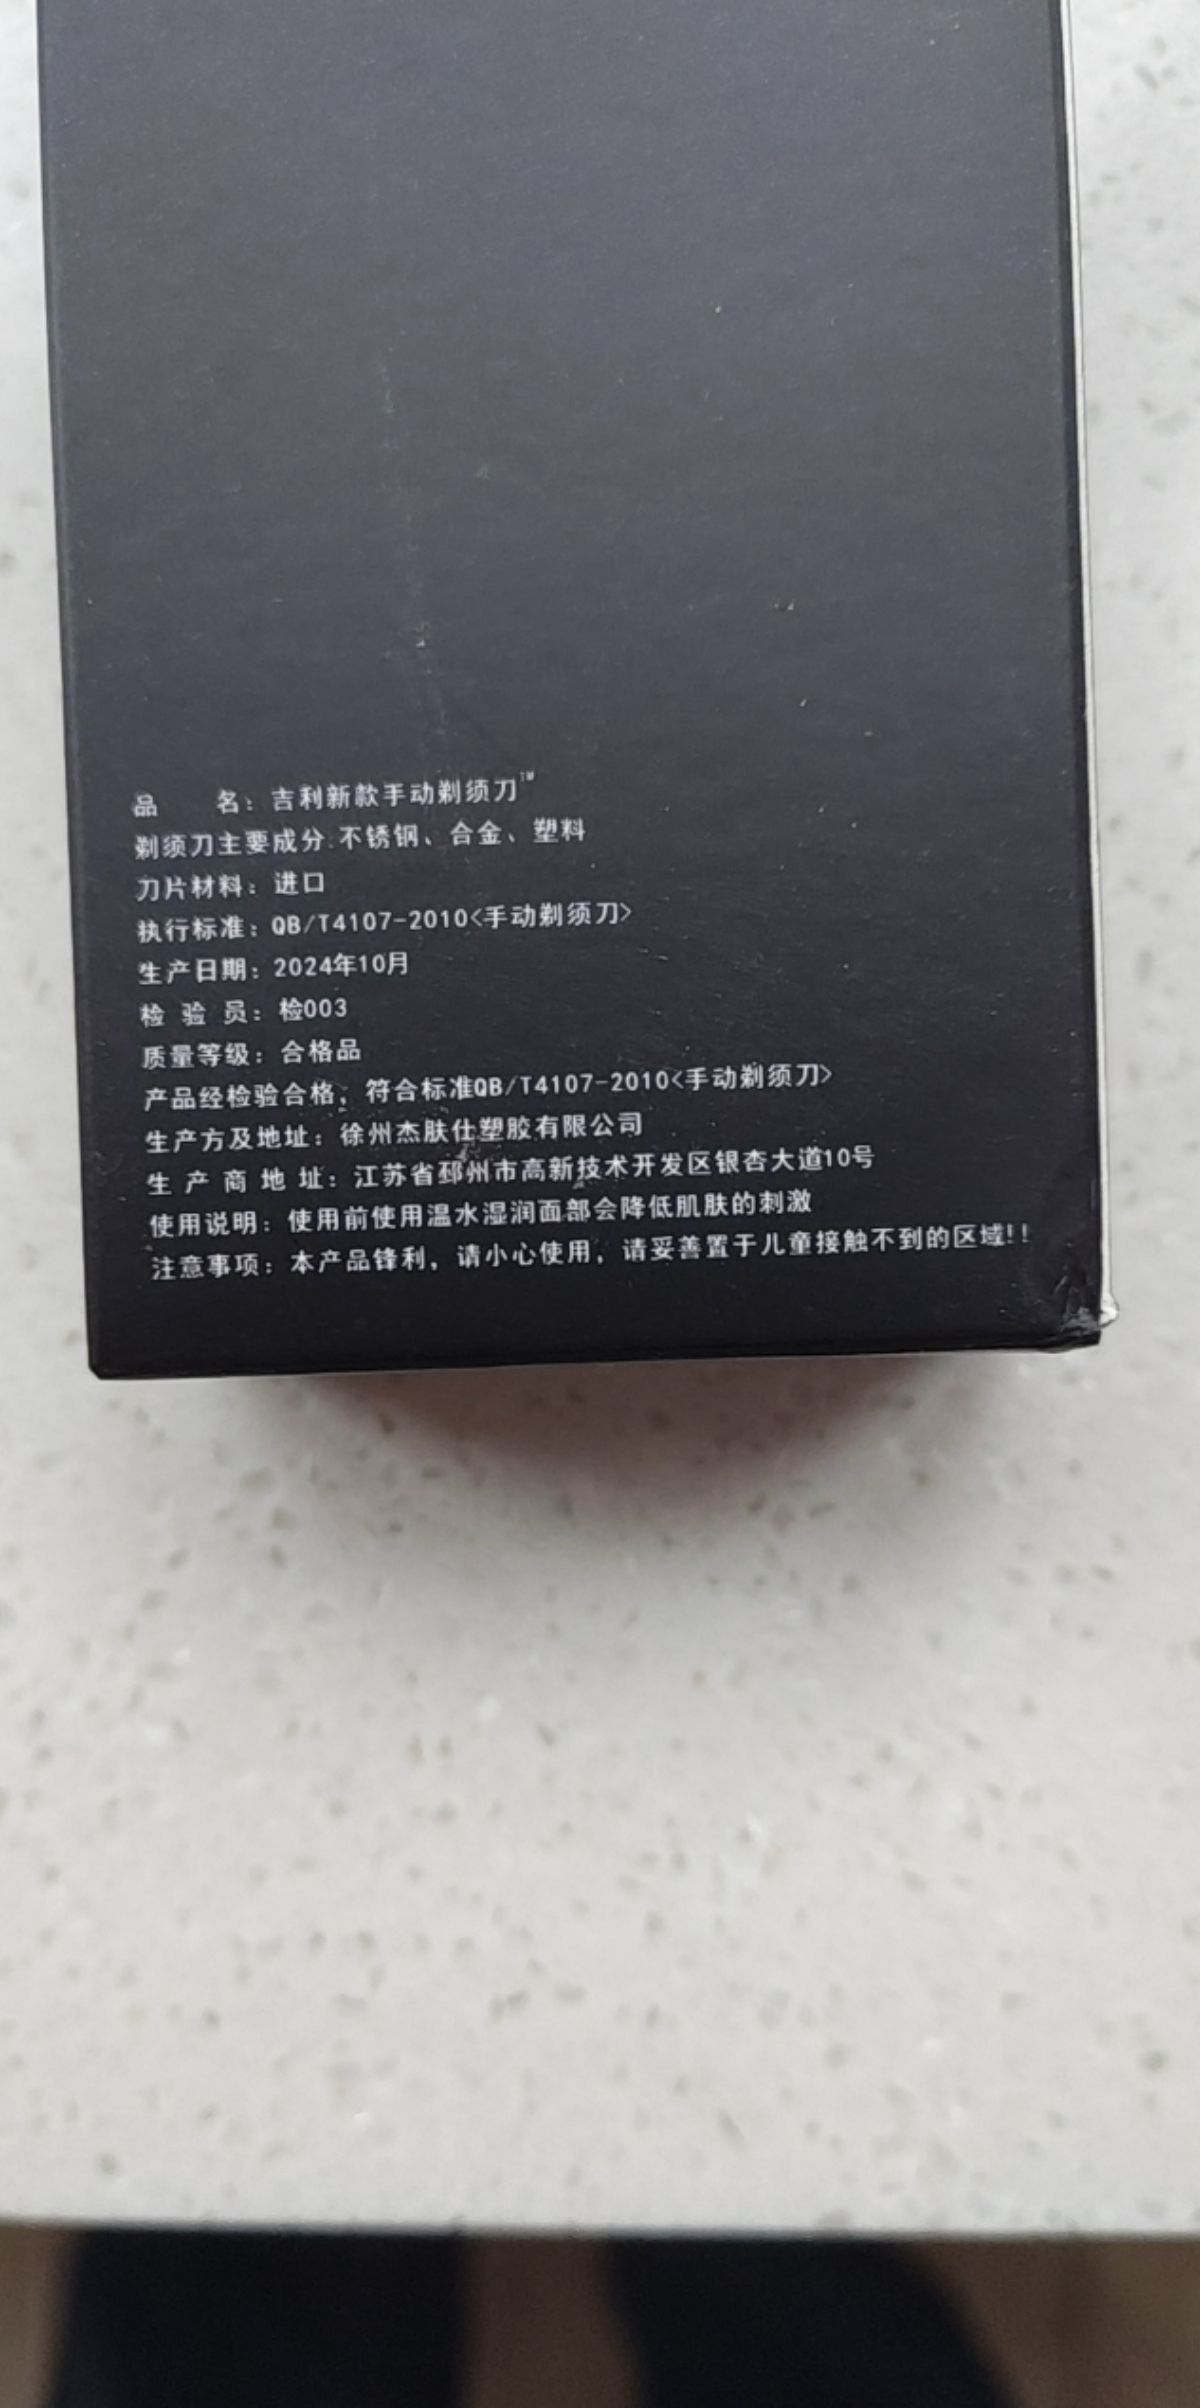 品 名：吉利新款手动剃须刀™
剃须刀主要成分:不锈钢、合金、塑料
刀片材料：进口
执行标准：QB/T4107-2010<手动剃须刀>
生产日期：2024年10月
检 验 员：检003
质量等级：合格品
产品经检验合格，符合标准QB/T4107-2010<手动剃须刀>
生产方及地址：徐州杰肤仕塑胶有限公司
生 产 商 地 址：江苏省邳州市高新技术开发区银杏大道10号
使用说明：使用前使用温水湿润面部会降低肌肤的刺激
注意事项：本产品锋利，请小心使用，请妥善置于儿童接触不到的区域!!